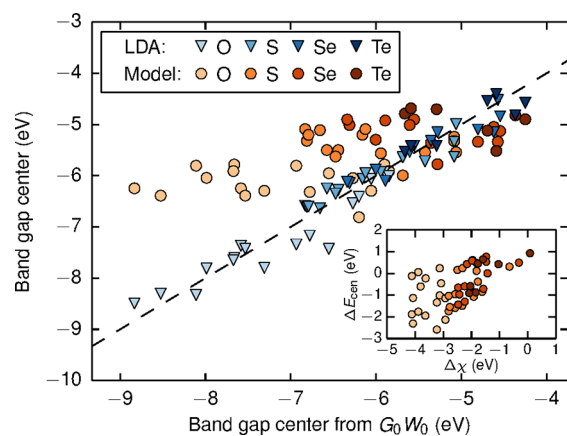 −3
−4
−5
−6
−7
−8
−9
−10
Band gap center (eV)
LDA: O S Se Te
Model: O S Se Te
2
1
0
−1
−2
−3
ΔE_cen (eV)
−5 −4 −3 −2 −1 0 1
Δχ (eV)
−9 −8 −7 −6 −5 −4
Band gap center from G₀W₀ (eV)